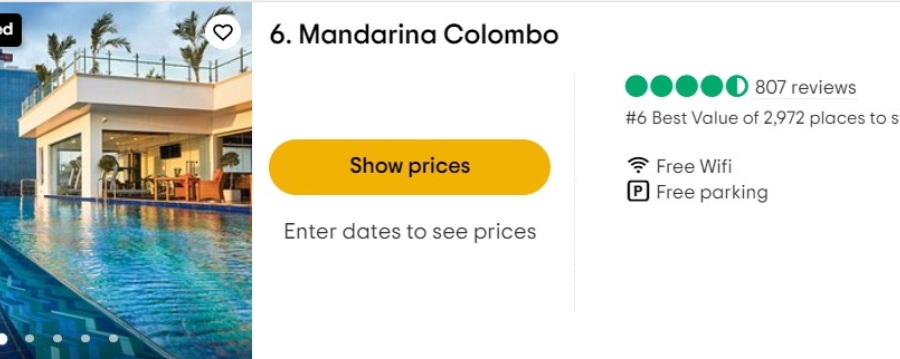 ed
6. Mandarina Colombo
807 reviews
#6 Best Value of 2,972 places to s
Show prices
Free Wifi
P Free parking
Enter dates to see prices